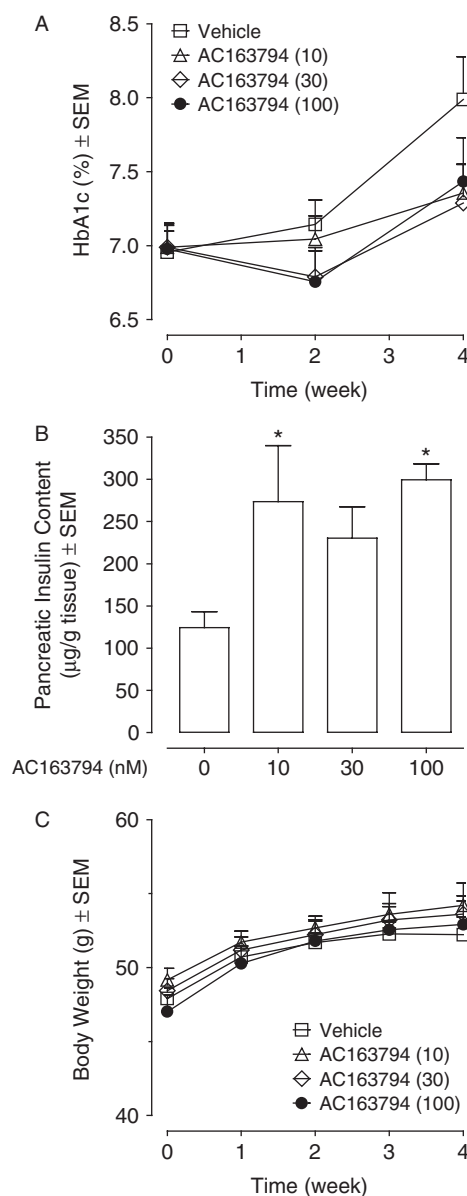 A
Vehicle
AC163794 (10)
AC163794 (30)
AC163794 (100)
HbA1c (%) ± SEM
8.5
8.0
7.5
7.0
6.5
0 1 2 3 4
Time (week)
B
*
*
Pancreatic Insulin Content
(μg/g tissue) ± SEM
350
300
250
200
150
100
50
0
AC163794 (nM) 0 10 30 100
C
Body Weight (g) ± SEM
60
50
40
Vehicle
AC163794 (10)
AC163794 (30)
AC163794 (100)
0 1 2 3 4
Time (week)